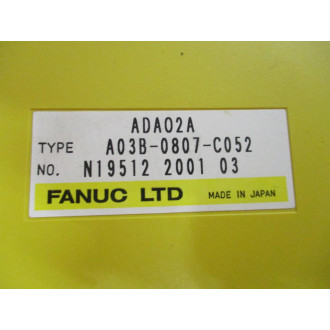 ADA02A
TYPE A03B-0807-C052
NO. N19512 2001 03
FANUC LTD MADE IN JAPAN